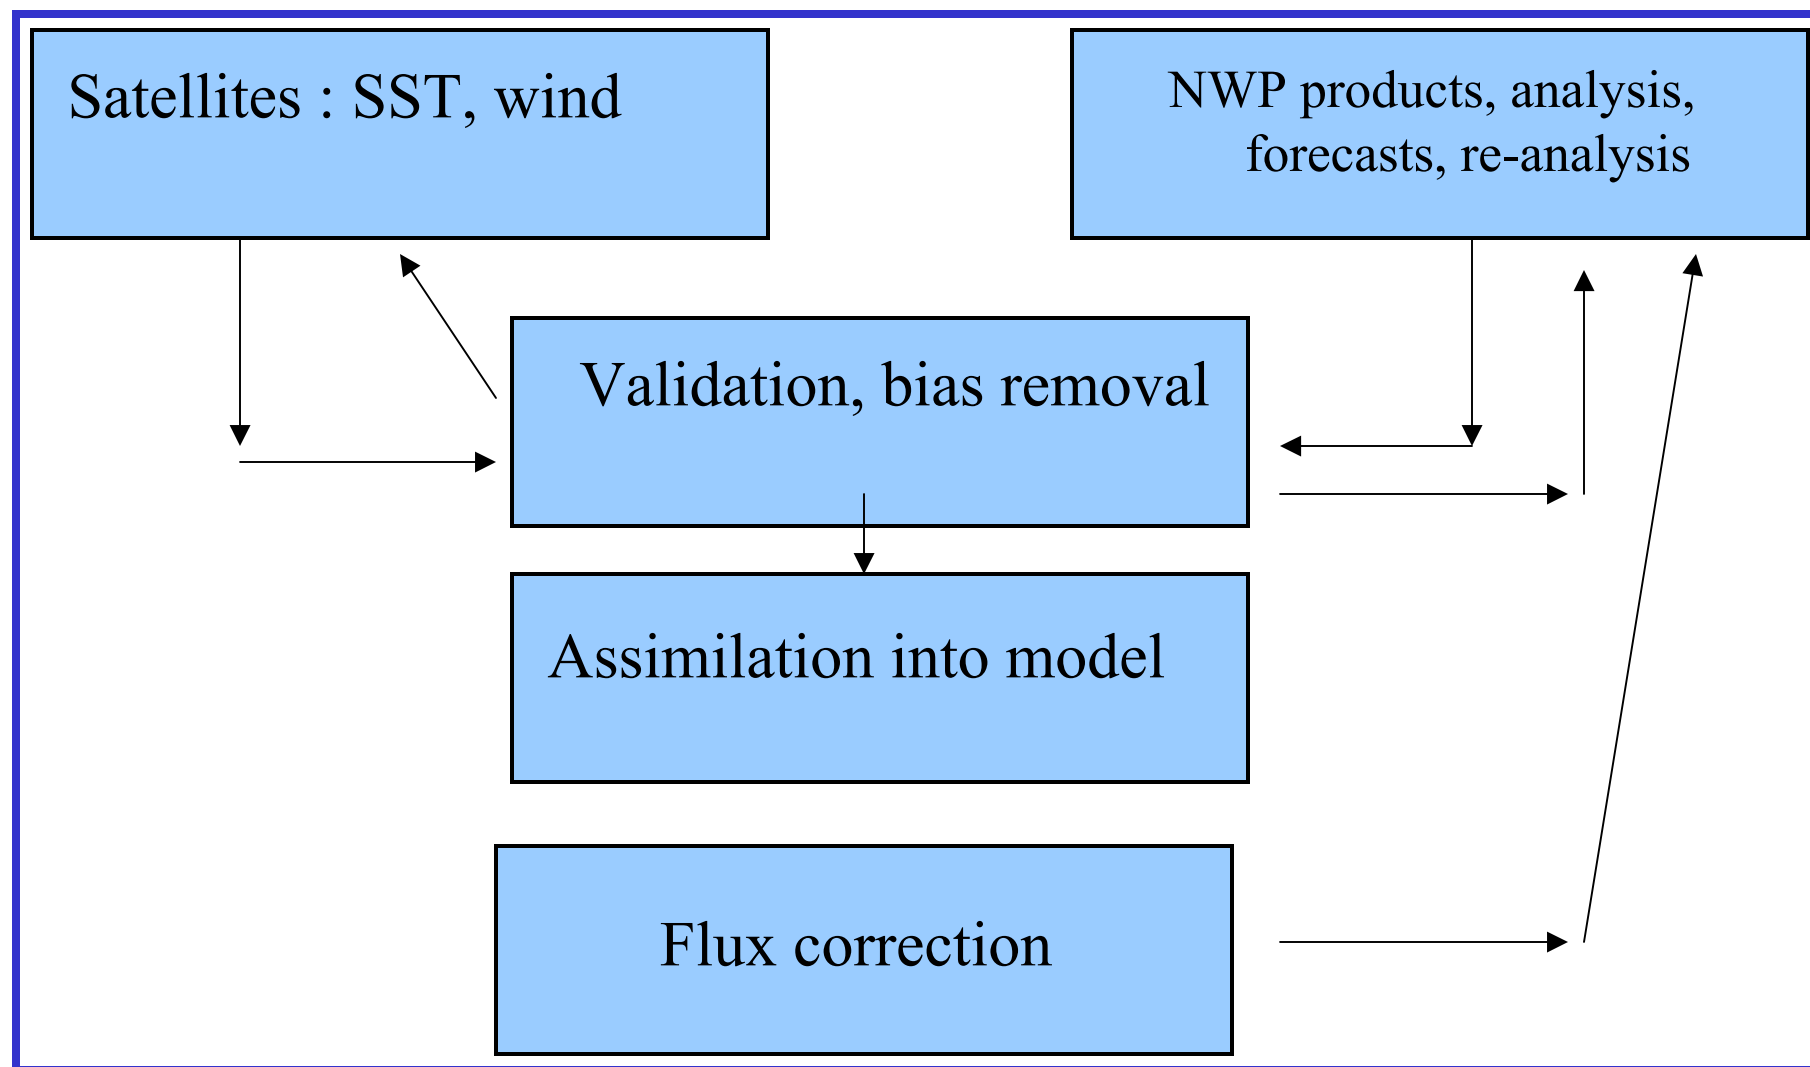 Satellites : SST, wind
NWP products, analysis,
forecasts, re-analysis
Validation, bias removal
Assimilation into model
Flux correction